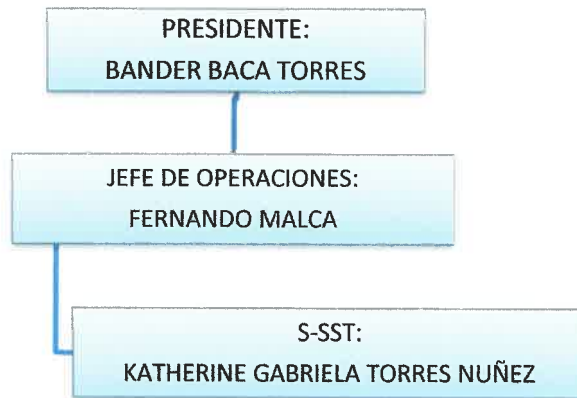 PRESIDENTE:
BANDER BACA TORRES
JEFE DE OPERACIONES:
FERNANDO MALCA
S-SST:
KATHERINE GABRIELA TORRES NUÑEZ